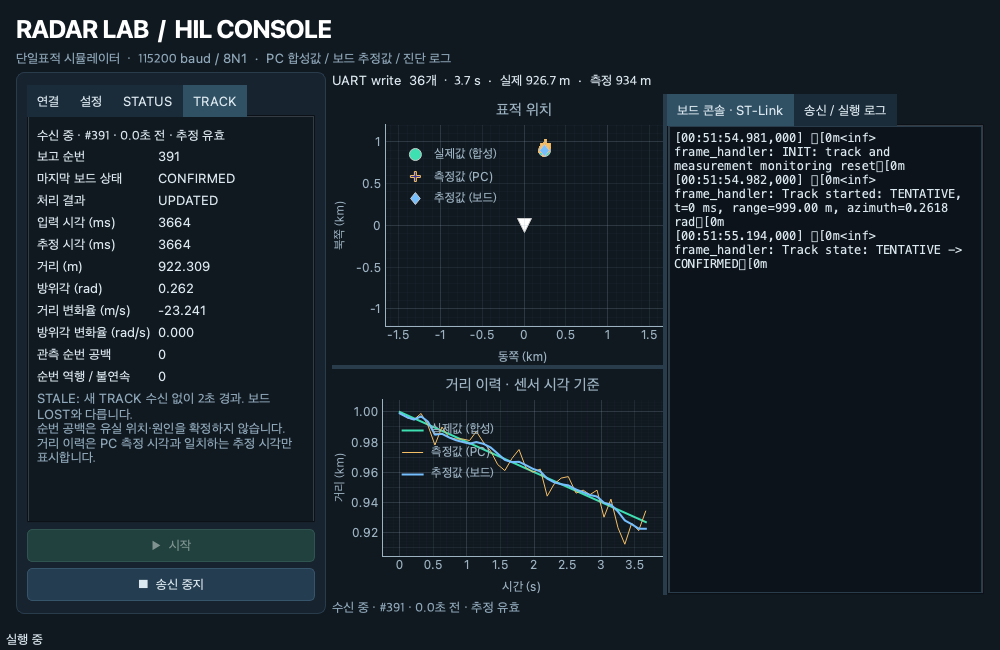 RADAR LAB / HIL CONSOLE
단일표적 시뮬레이터 · 115200 baud / 8N1 · PC 합성값 / 보드 추정값 / 진단 로그
연결 설정 STATUS TRACK
수신 중 · #391 · 0.0초 전 · 추정 유효
보고 순번 391
마지막 보드 상태 CONFIRMED
처리 결과 UPDATED
입력 시각 (ms) 3664
추정 시각 (ms) 3664
거리 (m) 922.309
방위각 (rad) 0.262
거리 변화율 (m/s) -23.241
방위각 변화율 (rad/s) 0.000
관측 순번 공백 0
순번 역행 / 불연속 0
STALE: 새 TRACK 수신 없이 2초 경과. 보드
LOST와 다릅니다.
순번 공백은 유실 위치·원인을 확정하지 않습니다.
거리 이력은 PC 측정 시각과 일치하는 추정 시각만
표시합니다.
▶ 시작
■ 송신 중지
UART write 36개 · 3.7 s · 실제 926.7 m · 측정 934 m
표적 위치
실제값 (합성)
측정값 (PC)
추정값 (보드)
북쪽 (km)
1
0.5
0
-0.5
-1
-1.5 -1 -0.5 0 0.5 1 1.5
동쪽 (km)
거리 이력 · 센서 시각 기준
실제값 (합성)
측정값 (PC)
추정값 (보드)
거리 (km)
1.00
0.98
0.96
0.94
0.92
0 0.5 1 1.5 2 2.5 3 3.5
시간 (s)
수신 중 · #391 · 0.0초 전 · 추정 유효
보드 콘솔 · ST-Link 송신 / 실행 로그
[00:51:54.981,000] □[0m<inf>
frame_handler: INIT: track and
measurement monitoring reset□[0m
[00:51:54.982,000] □[0m<inf>
frame_handler: Track started: TENTATIVE,
t=0 ms, range=999.00 m, azimuth=0.2618
rad□[0m
[00:51:55.194,000] □[0m<inf>
frame_handler: Track state: TENTATIVE ->
CONFIRMED□[0m
실행 중